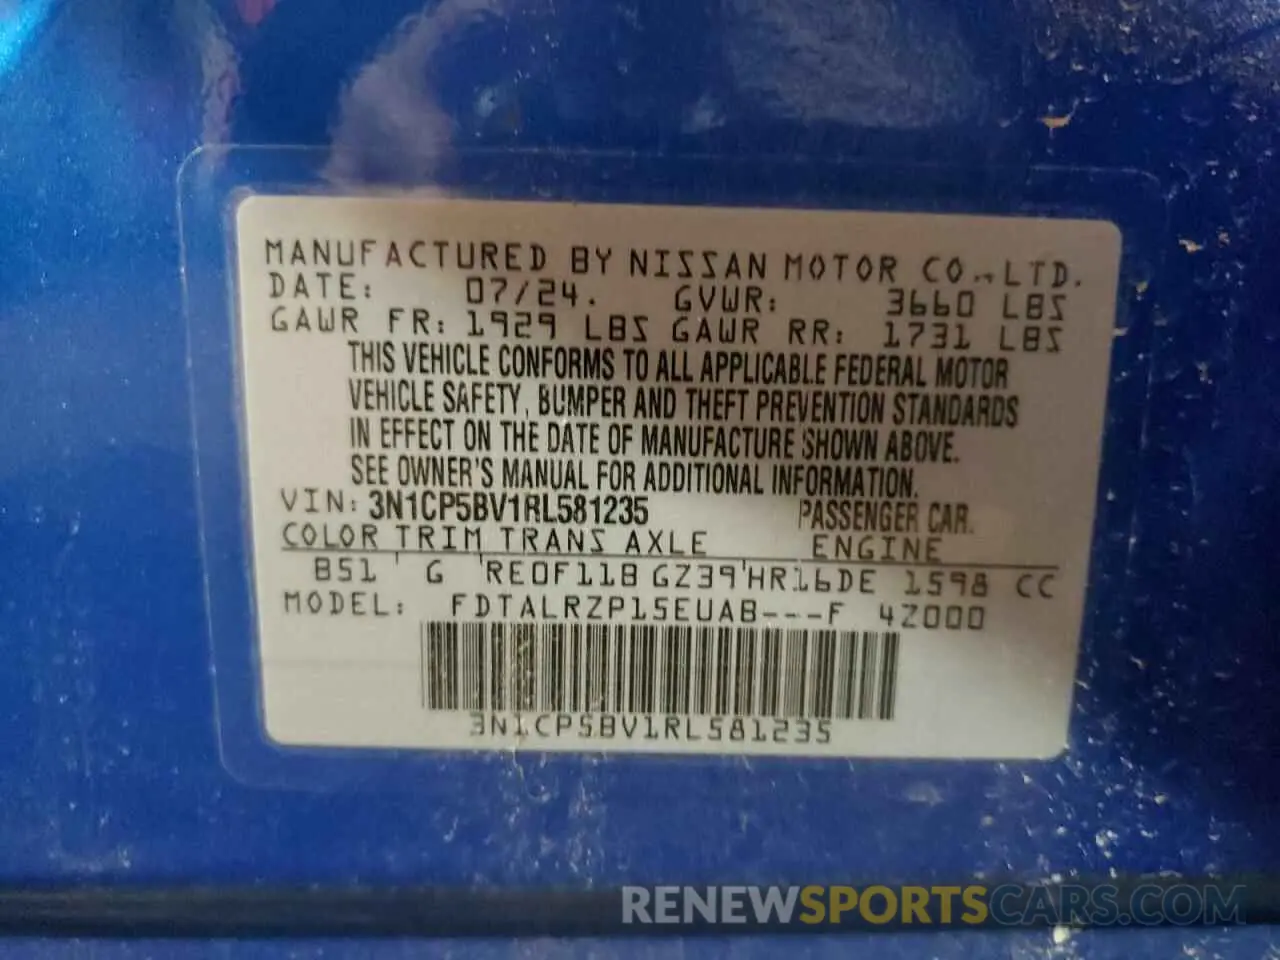 MANUFACTURED BY NISSAN MOTOR CO.,LTD.
DATE: 07/24. GVWR: 3660 LBS
GAWR FR: 1929 LBS GAWR RR: 1731 LBS
THIS VEHICLE CONFORMS TO ALL APPLICABLE FEDERAL MOTOR
VEHICLE SAFETY, BUMPER AND THEFT PREVENTION STANDARDS
IN EFFECT ON THE DATE OF MANUFACTURE SHOWN ABOVE.
SEE OWNER'S MANUAL FOR ADDITIONAL INFORMATION.
VIN: 3N1CP5BV1RL581235 PASSENGER CAR.
COLOR TRIM TRANS AXLE ENGINE
B51 ' G 'RE0F11B GZ39'HR16DE 1598 CC
MODEL: FDTALRZP15EUAB---F 4Z000
3N1CP5BV1RL581235
RENEWSPORTSCARS.COM